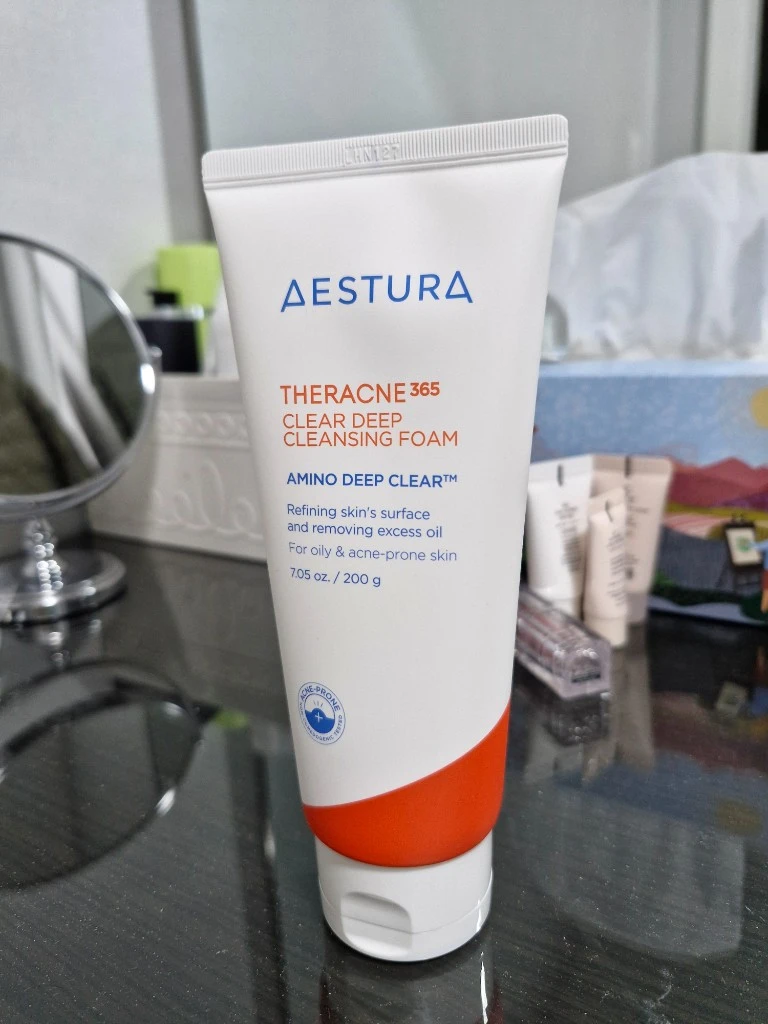 AESTURA
THERACNE 365
CLEAR DEEP
CLEANSING FOAM
AMINO DEEP CLEAR™
Refining skin's surface
and removing excess oil
For oily & acne-prone skin
7.05 oz. / 200 g
ACNE-PRONE